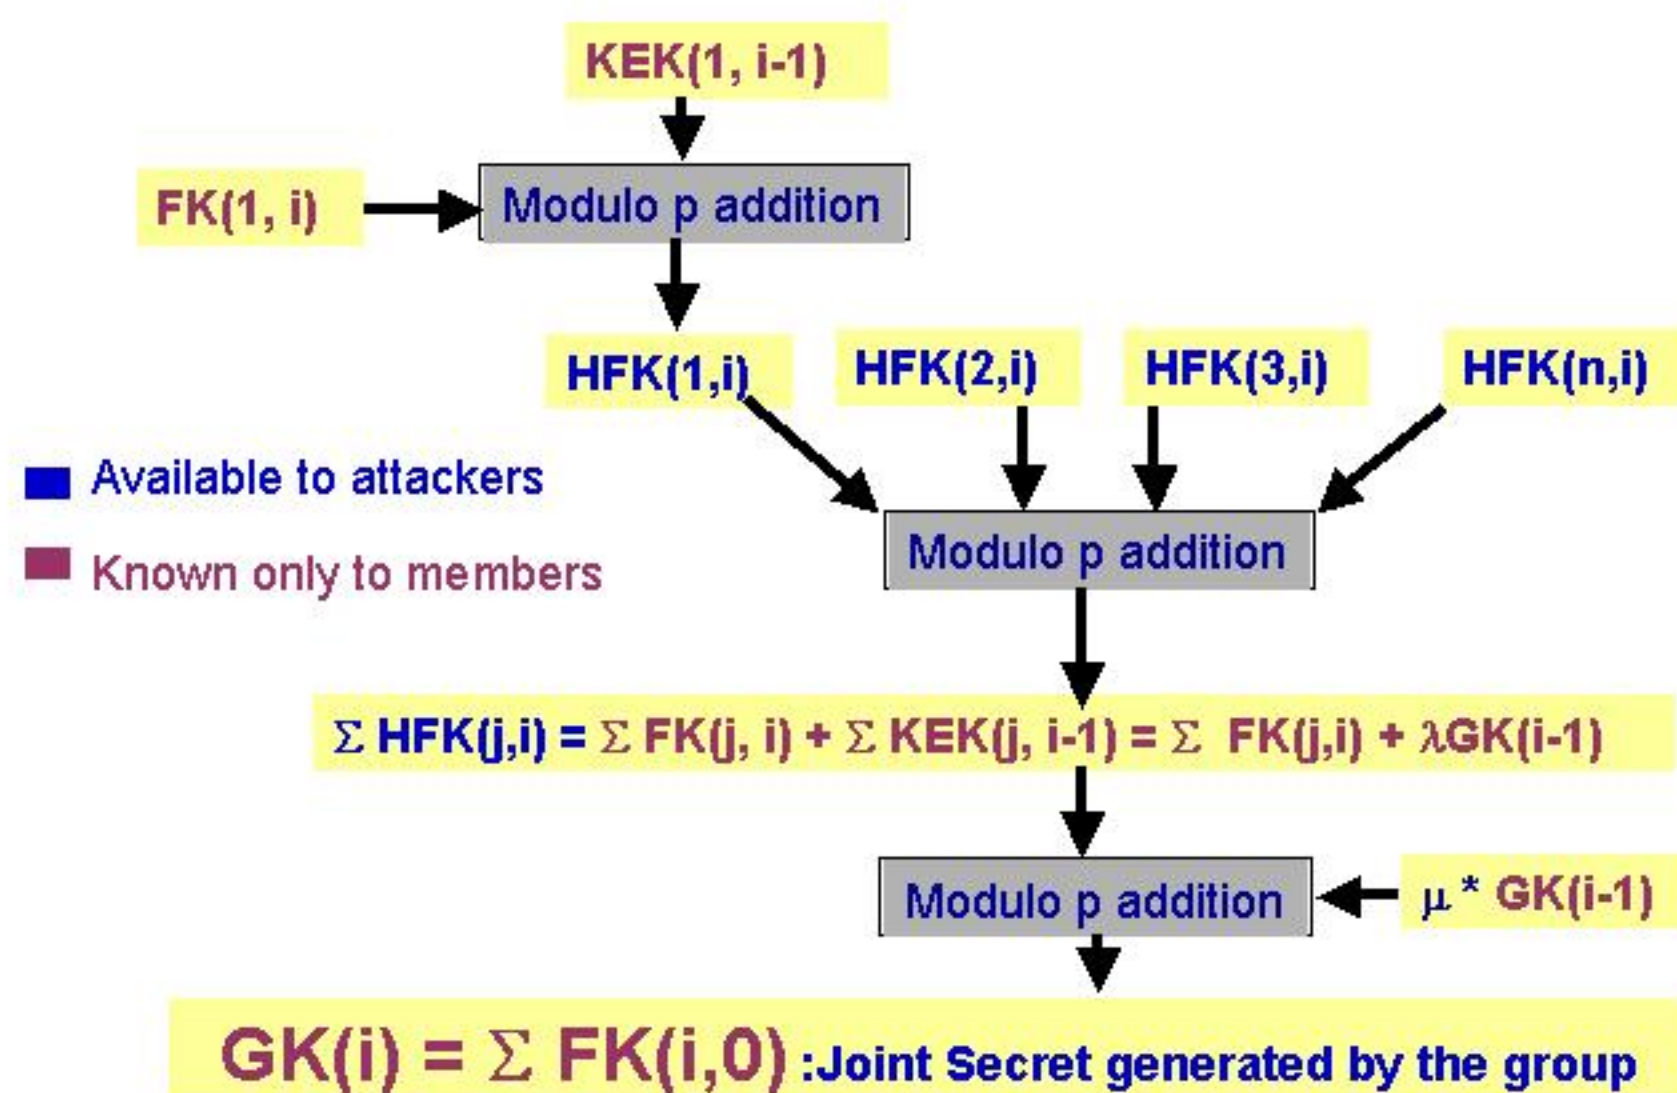 KEK(1, i-1)
FK(1, i)
Modulo p addition
HFK(1,i)
HFK(2,i)
HFK(3,i)
HFK(n,i)
Available to attackers
Known only to members
Modulo p addition
Σ HFK(j,i) = Σ FK(j, i) + Σ KEK(j, i-1) = Σ FK(j,i) + λGK(i-1)
Modulo p addition
μ * GK(i-1)
GK(i) = Σ FK(i,0) :Joint Secret generated by the group